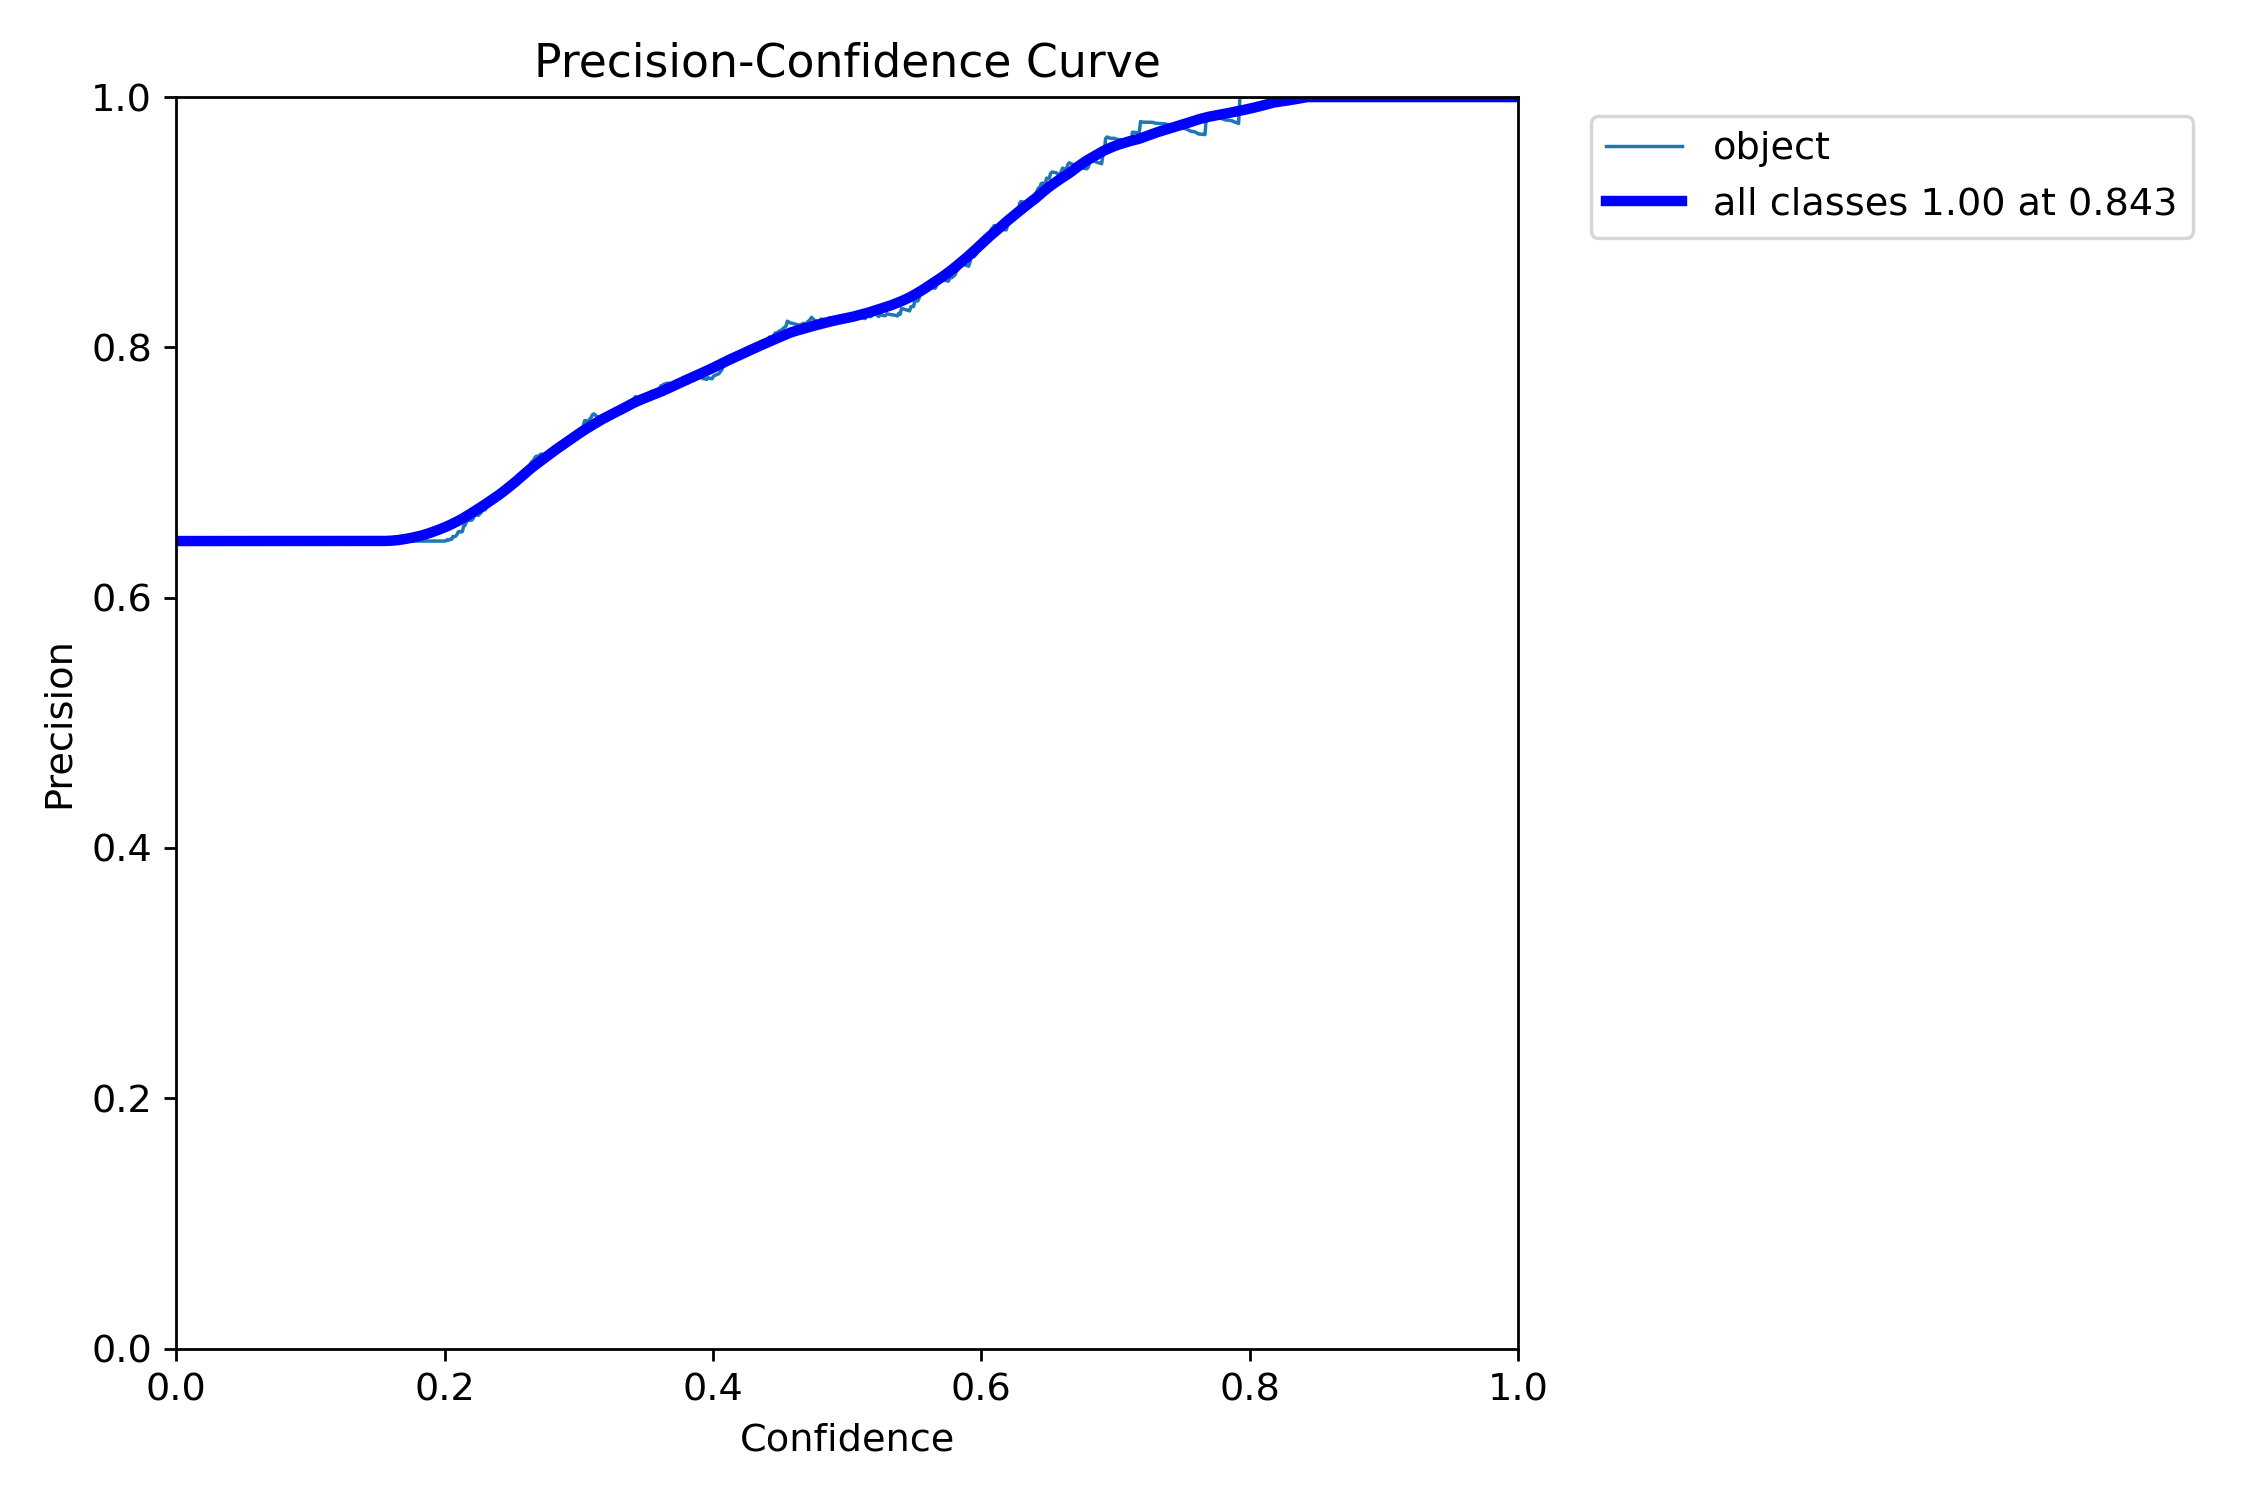 Precision-Confidence Curve
1.0
0.8
0.6
0.4
0.2
0.0
Precision
0.0 0.2 0.4 0.6 0.8 1.0
Confidence
object
all classes 1.00 at 0.843